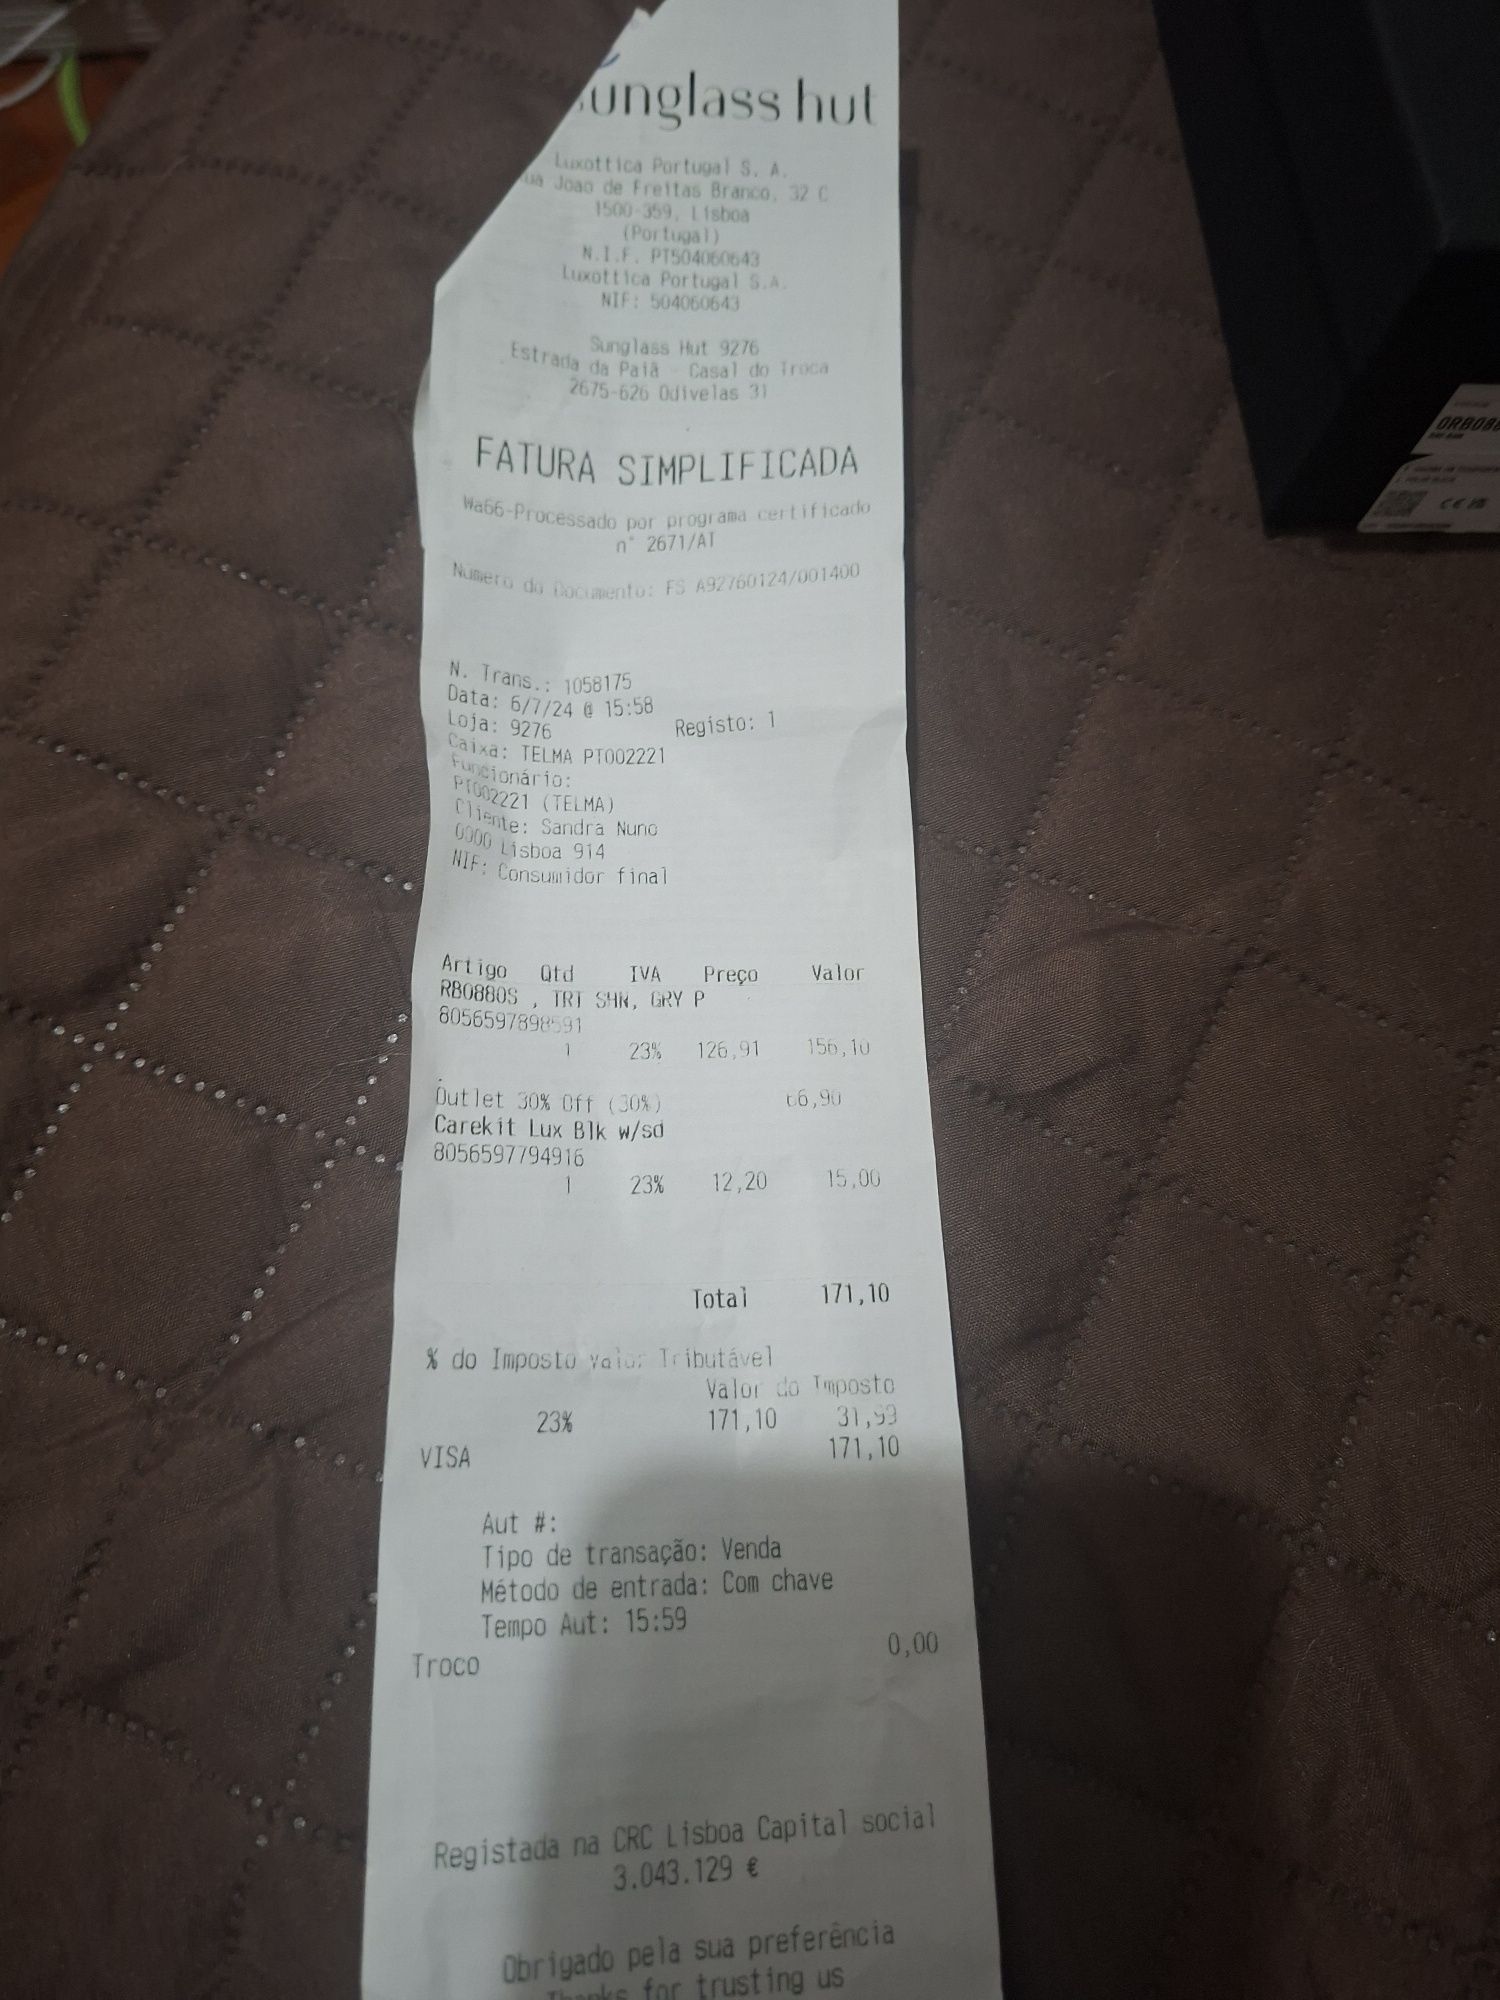 unglass hut
Luxottica Portugal S. A.
ua Joao de Freitas Branco, 32 C
1500-359, Lisboa
(Portugal)
N.I.F. PT504060643
Luxottica Portugal S.A.
NIF: 504060643
Sunglass Hut 9276
Estrada da Paiã - Casal do Troca
2675-626 Odivelas 31
FATURA SIMPLIFICADA
Wa66-Processado por programa certificado
n° 2671/AT
Número do Documento: FS A92760124/001400
N. Trans.: 1058175
Data: 6/7/24 @ 15:58
Loja: 9276 Registo: 1
Caixa: TELMA PT002221
Funcionário:
PT002221 (TELMA)
Cliente: Sandra Nuno
0000 Lisboa 914
NIF: Consumidor final
Artigo Qtd IVA Preço Valor
RB0880S , TRT SHN, GRY P
8056597898591
1 23% 126,91 156,10
Outlet 30% Off (30%) 66,90
Carekit Lux Blk w/sd
8056597794916
1 23% 12,20 15,00
Total 171,10
% do Imposto Valor Tributável
Valor do Imposto
23% 171,10 31,99
VISA 171,10
Aut #:
Tipo de transação: Venda
Método de entrada: Com chave
Tempo Aut: 15:59
Troco 0,00
Registada na CRC Lisboa Capital social
3.043.129 €
Obrigado pela sua preferência
Thanks for trusting us
0RB088